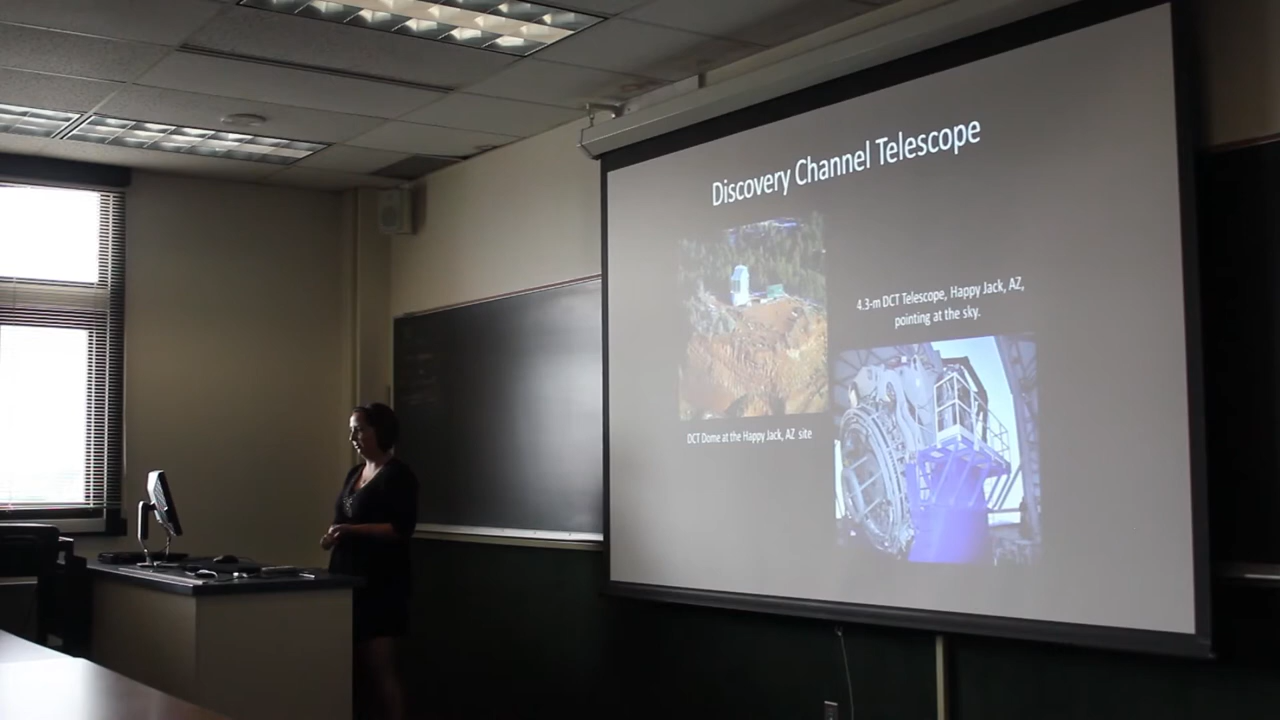 Discovery Channel Telescope
4.3-m DCT Telescope, Happy Jack, AZ,
pointing at the sky.
DCT Dome at the Happy Jack, AZ site